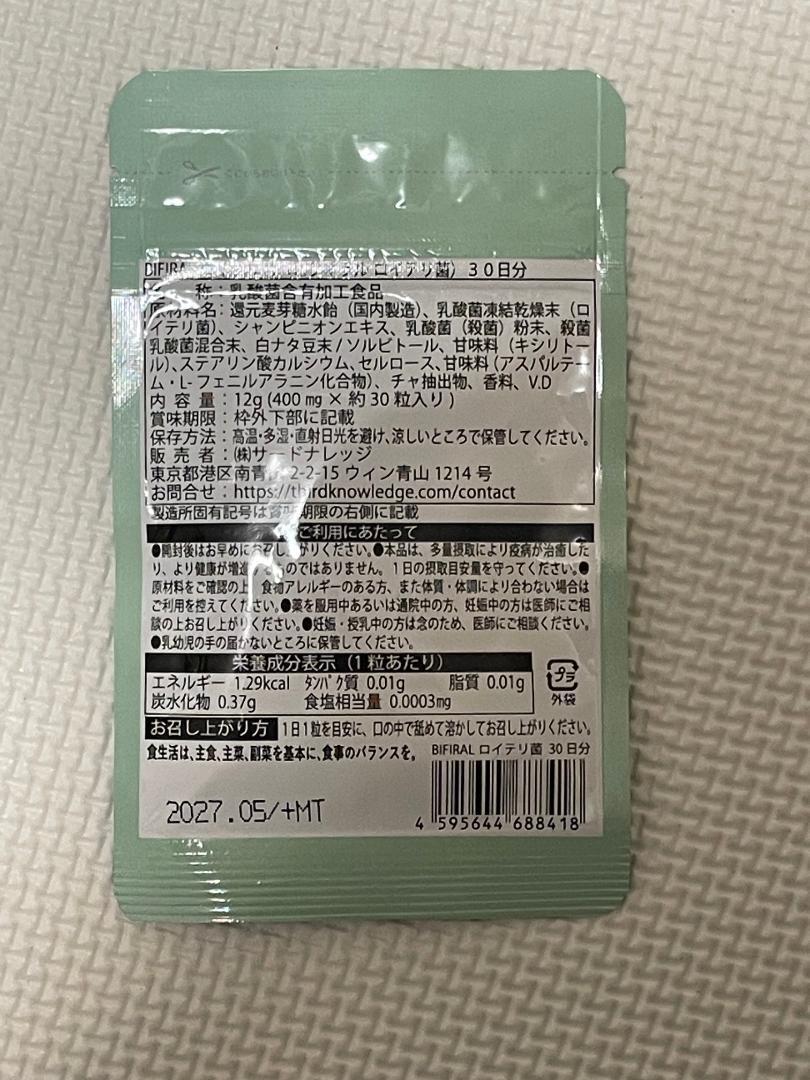 BIFIRAL ロイテリ菌） ３０日分
称：乳酸菌含有加工食品
原材料名：還元麦芽糖水飴（国内製造）、乳酸菌凍結乾燥末（ロ
イテリ菌）、シャンピニオンエキス、乳酸菌（殺菌）粉末、殺菌
乳酸菌混合末、白ナタ豆末 / ソルビトール、甘味料（キシリトー
ル）、ステアリン酸カルシウム、セルロース、甘味料（アスパルテー
ム・L-フェニルアラニン化合物）、チャ抽出物、香料、V.D
内 容 量：12g (400 mg × 約 30 粒入り )
賞味期限：枠外下部に記載
保存方法：高温・多湿・直射日光を避け、涼しいところで保管してください。
販 売 者：㈱サードナレッジ
東京都港区南青山 2-2-15 ウィン青山 1214 号
お問合せ：https://thirdknowledge.com/contact
製造所固有記号は賞味期限の右側に記載
ご利用にあたって
●開封後はお早めにお召し上がりください。●本品は、多量摂取により疾病が治癒した
り、より健康が増進するものではありません。1 日の摂取目安量を守ってください。●
原材料をご確認の上、食物アレルギーのある方、また体質・体調により合わない場合は
ご利用を控えてください。●薬を服用中あるいは通院中の方、妊娠中の方は医師にご相
談の上お召し上がりください。●妊娠・授乳中の方は念のため、医師にご相談ください。
●乳幼児の手の届かないところに保管してください。
栄養成分表示（1 粒あたり）
エネルギー 1.29kcal ﾀﾝﾊﾟｸ質 0.01g 脂質 0.01g
炭水化物 0.37g 食塩相当量 0.0003mg
プラ
外袋
お召し上がり方 1日1粒を目安に、口の中で舐めて溶かしてお召し上がりください。
食生活は、主食、主菜、副菜を基本に、食事のバランスを。
BIFIRAL ロイテリ菌 30 日分
2027.05/+MT
4 595644 688418